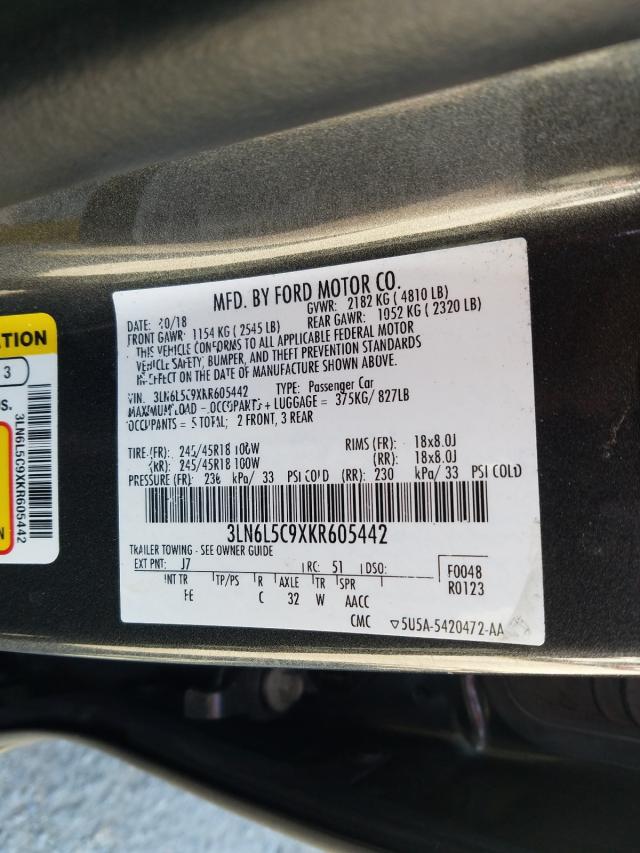 MFD. BY FORD MOTOR CO.
DATE: 10/18 GVWR: 2182 KG ( 4810 LB)
FRONT GAWR: 1154 KG ( 2545 LB) REAR GAWR: 1052 KG ( 2320 LB)
THIS VEHICLE CONFORMS TO ALL APPLICABLE FEDERAL MOTOR
VEHICLE SAFETY, BUMPER, AND THEFT PREVENTION STANDARDS
IN EFFECT ON THE DATE OF MANUFACTURE SHOWN ABOVE.
VIN: 3LN6L5C9XKR605442 TYPE: Passenger Car
MAXIMUM LOAD - OCCUPANTS + LUGGAGE = 375KG/ 827LB
OCCUPANTS = 5 TOTAL; 2 FRONT, 3 REAR
TIRE:(FR): 245/45R18 100W RIMS (FR): 18x8.0J
(RR): 245/45R18 100W (RR): 18x8.0J
PRESSURE (FR): 230 kPa/ 33 PSI COLD (RR): 230 kPa/ 33 PSI COLD
3LN6L5C9XKR605442
TRAILER TOWING - SEE OWNER GUIDE
EXT PNT: J7 RC: 51 DSO: F0048
INT TR TP/PS R AXLE TR SPR R0123
FE C 32 W AACC
CMC ▽5U5A-5420472-AA
ATION
3
US.
3LN6L5C9XKR605442